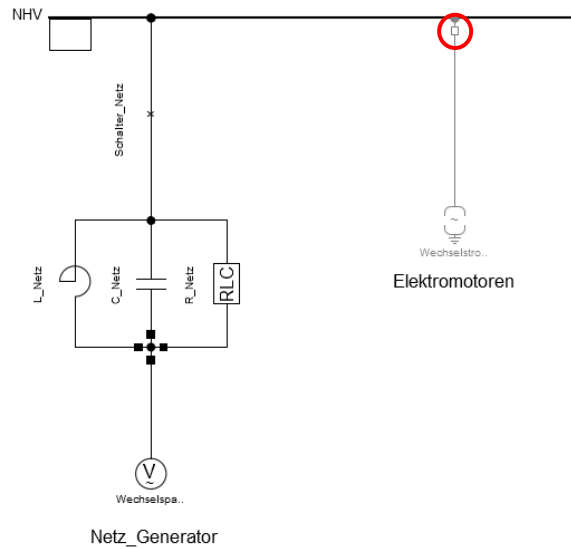 NHV
Schalter_Netz
L_Netz
C_Netz
R_Netz
RLC
V
~
Wechselspa..
Netz_Generator
~
Wechselstro..
Elektromotoren